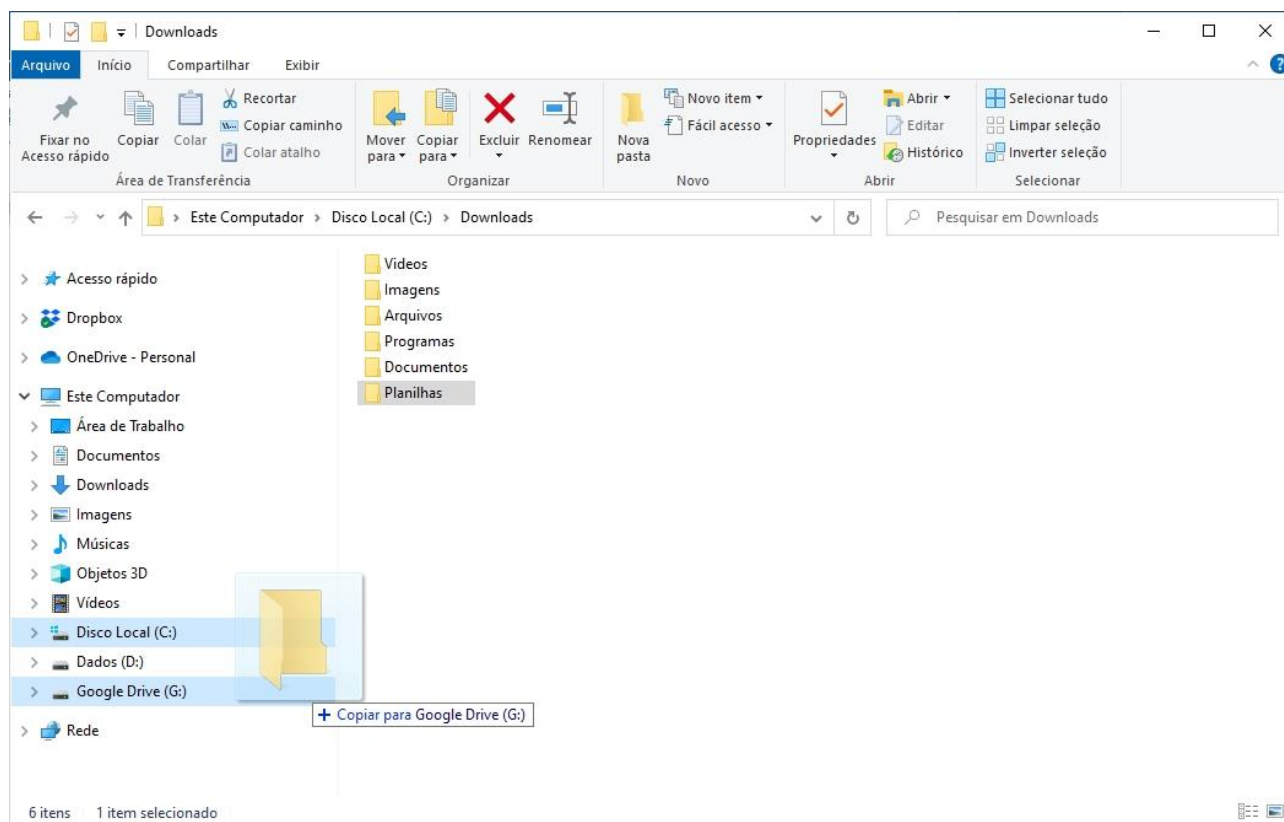 Downloads
Arquivo Início Compartilhar Exibir
Fixar no
Acesso rápido
Copiar
Colar
Recortar
Copiar caminho
Colar atalho
Área de Transferência
Mover
para
Copiar
para
Excluir
Renomear
Organizar
Nova
pasta
Novo item
Fácil acesso
Novo
Propriedades
Abrir
Editar
Histórico
Abrir
Selecionar tudo
Limpar seleção
Inverter seleção
Selecionar
Este Computador > Disco Local (C:) > Downloads
Pesquisar em Downloads
Acesso rápido
Dropbox
OneDrive - Personal
Este Computador
Área de Trabalho
Documentos
Downloads
Imagens
Músicas
Objetos 3D
Vídeos
Disco Local (C:)
Dados (D:)
Google Drive (G:)
Rede
Videos
Imagens
Arquivos
Programas
Documentos
Planilhas
+ Copiar para Google Drive (G:)
6 itens 1 item selecionado